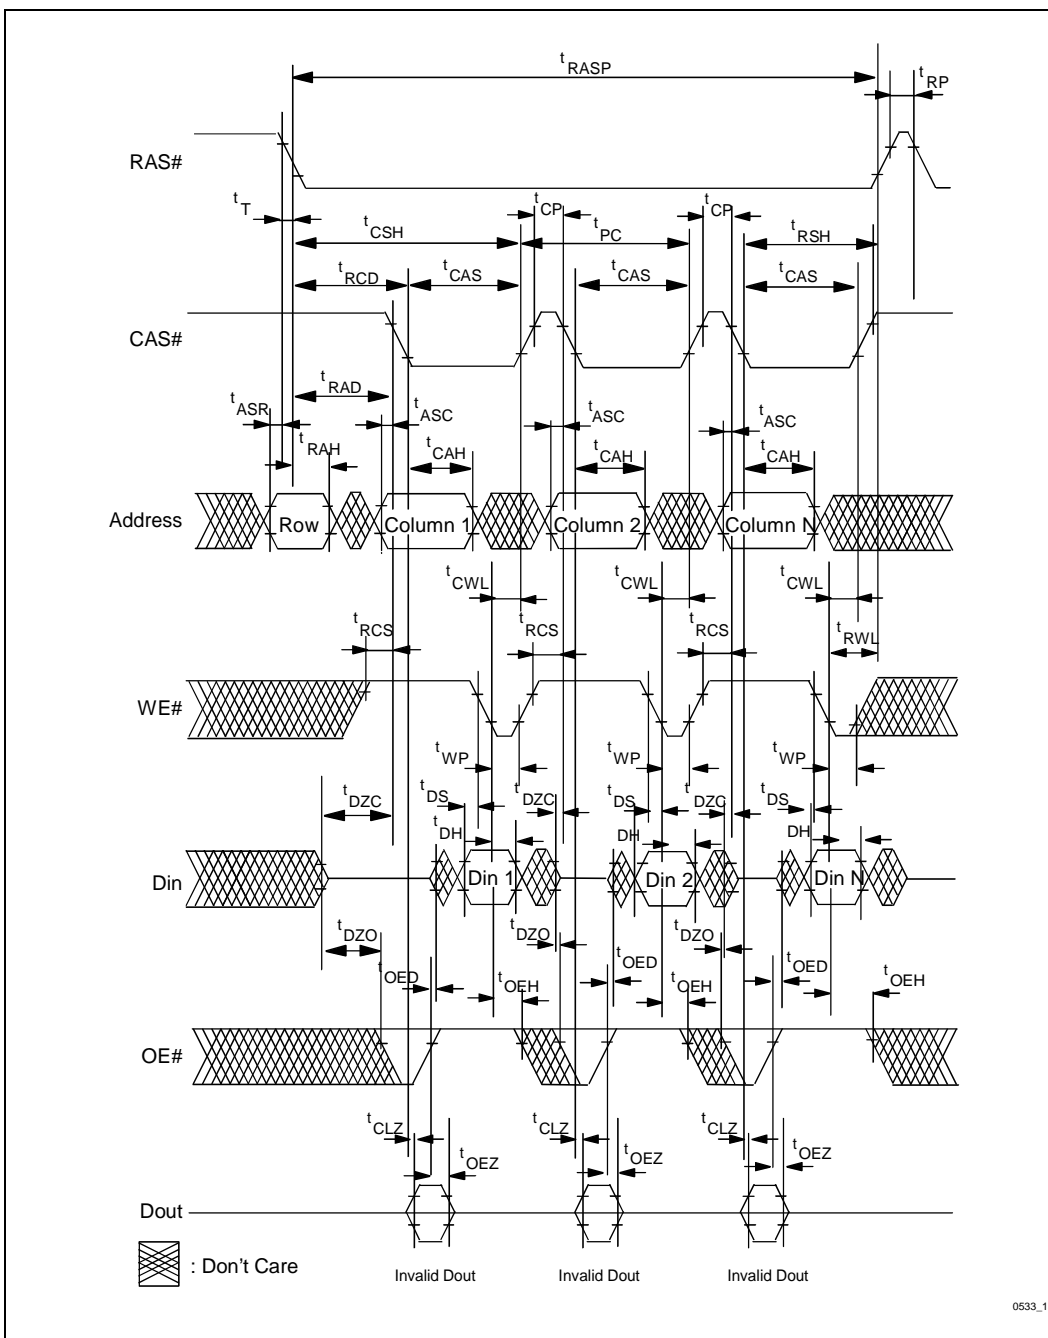 tRASP
tRP
RAS#
tT
tCSH
tCP
tPC
tCP
tRSH
tRCD
tCAS
tCAS
tCAS
CAS#
tRAD
tASR
tASC
tASC
tASC
tRAH
tCAH
tCAH
tCAH
Address
Row
Column 1
Column 2
Column N
tCWL
tCWL
tCWL
tRCS
tRCS
tRCS
tRWL
WE#
tWP
tWP
tWP
tDZC
tDS
tDZC
tDS
tDZC
tDS
tDH
DH
DH
Din
Din 1
Din 2
Din N
tDZO
tDZO
tDZO
tOED
tOEH
tOED
tOEH
tOED
tOEH
OE#
tCLZ
tCLZ
tCLZ
tOEZ
tOEZ
tOEZ
Dout
: Don't Care
Invalid Dout
Invalid Dout
Invalid Dout
0533_1